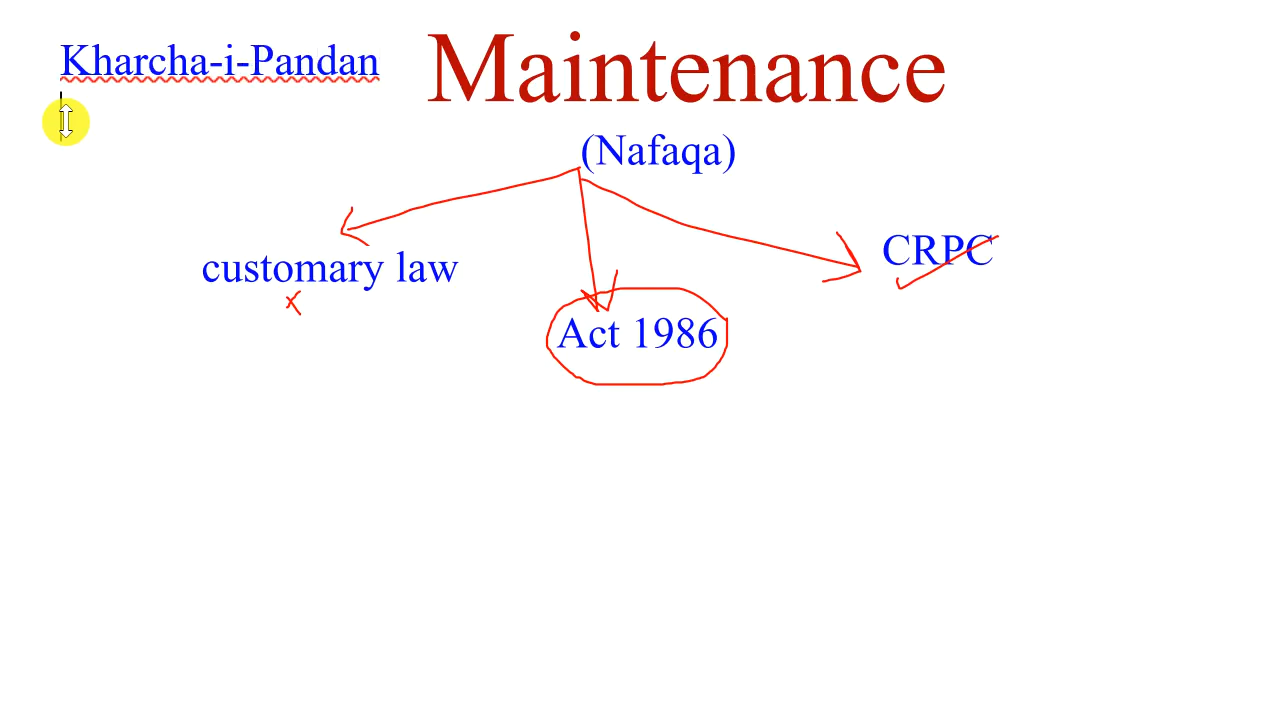 Kharcha-i-Pandan
Maintenance
(Nafaqa)
customary law
CRPC
Act 1986